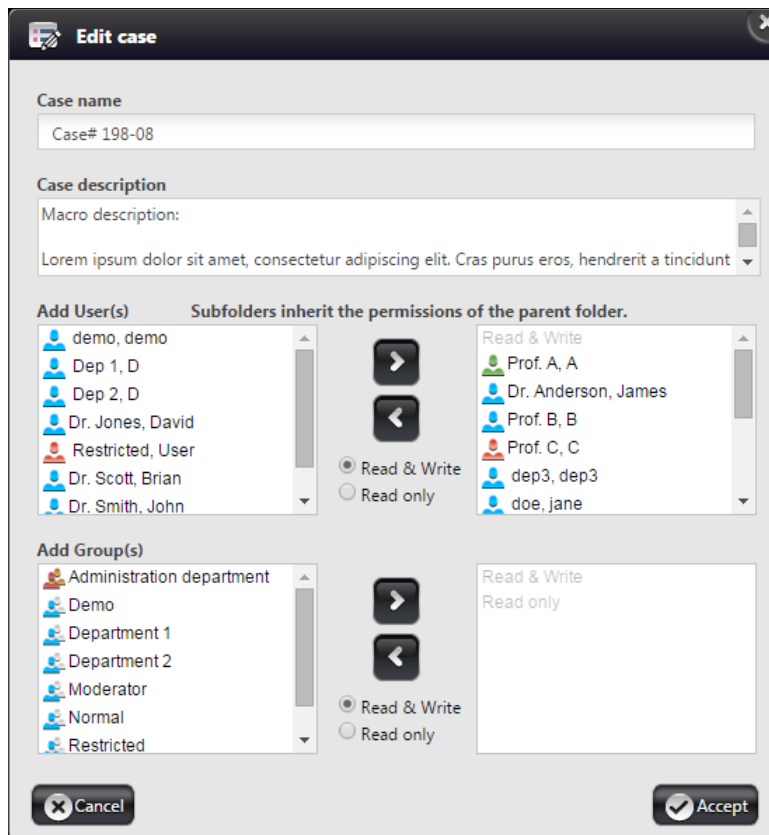 Edit case
Case name
Case# 198-08
Case description
Macro description:
Lorem ipsum dolor sit amet, consectetur adipiscing elit. Cras purus eros, hendrerit a tincidunt
Add User(s) Subfolders inherit the permissions of the parent folder.
demo, demo
Dep 1, D
Dep 2, D
Dr. Jones, David
Restricted, User
Dr. Scott, Brian
Dr. Smith, John
Read & Write
Read only
Read & Write
Prof. A, A
Dr. Anderson, James
Prof. B, B
Prof. C, C
dep3, dep3
doe, jane
Add Group(s)
Administration department
Demo
Department 1
Department 2
Moderator
Normal
Restricted
Read & Write
Read only
Read & Write
Read only
Cancel
Accept